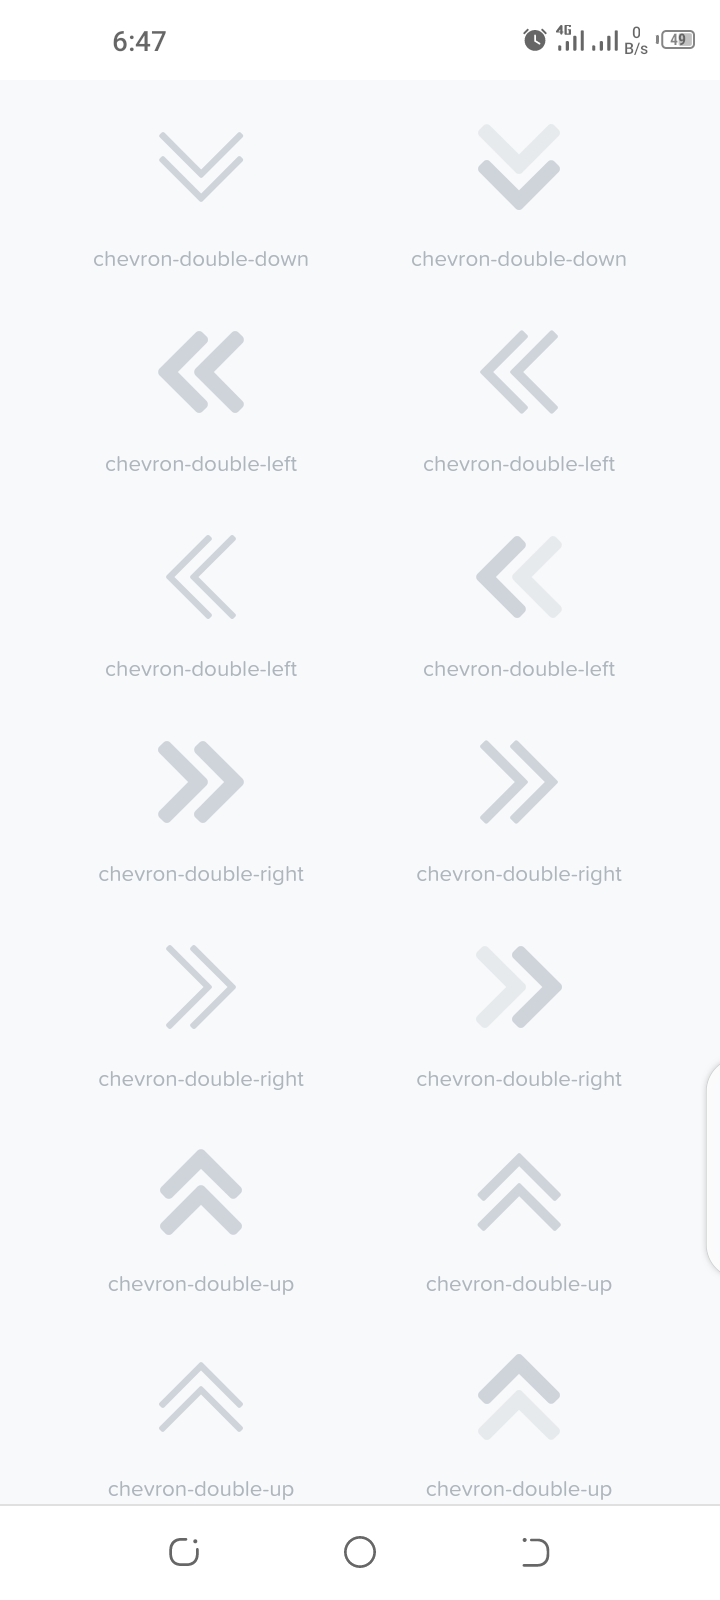 6:47
4G
0
B/s
49
chevron-double-down
chevron-double-down
chevron-double-left
chevron-double-left
chevron-double-left
chevron-double-left
chevron-double-right
chevron-double-right
chevron-double-right
chevron-double-right
chevron-double-up
chevron-double-up
chevron-double-up
chevron-double-up